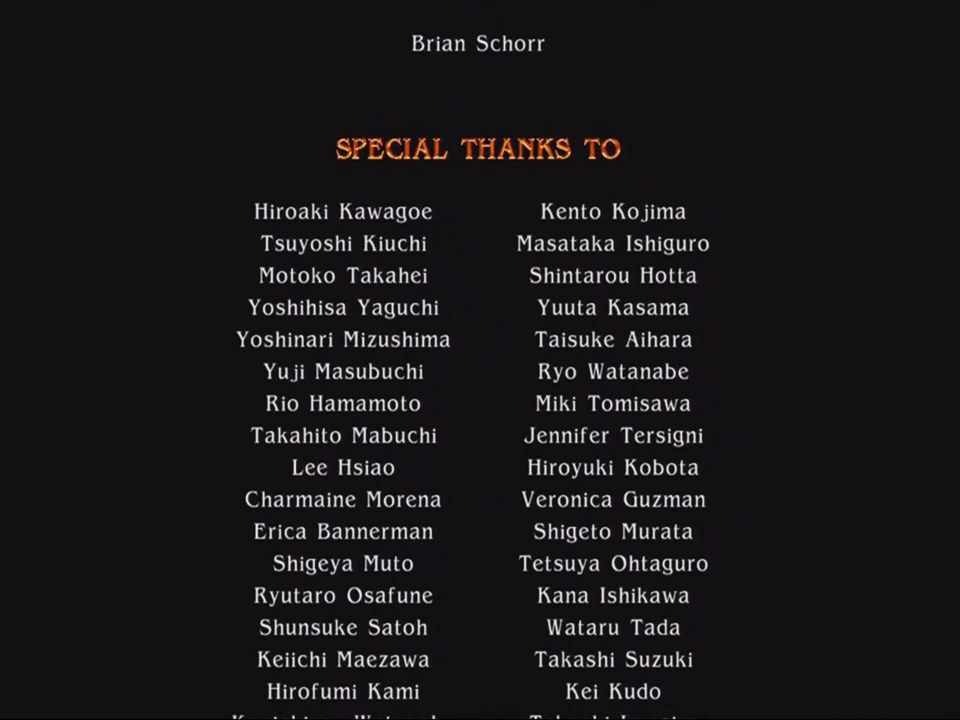 Brian Schorr
SPECIAL THANKS TO
Hiroaki Kawagoe Kento Kojima
Tsuyoshi Kiuchi Masataka Ishiguro
Motoko Takahei Shintarou Hotta
Yoshihisa Yaguchi Yuuta Kasama
Yoshinari Mizushima Taisuke Aihara
Yuji Masubuchi Ryo Watanabe
Rio Hamamoto Miki Tomisawa
Takahito Mabuchi Jennifer Tersigni
Lee Hsiao Hiroyuki Kobota
Charmaine Morena Veronica Guzman
Erica Bannerman Shigeto Murata
Shigeya Muto Tetsuya Ohtaguro
Ryutaro Osafune Kana Ishikawa
Shunsuke Satoh Wataru Tada
Keiichi Maezawa Takashi Suzuki
Hirofumi Kami Kei Kudo